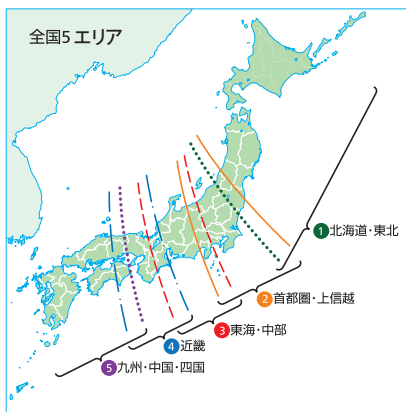 全国5エリア
1 北海道・東北
2 首都圏・上信越
3 東海・中部
4 近畿
5 九州・中国・四国